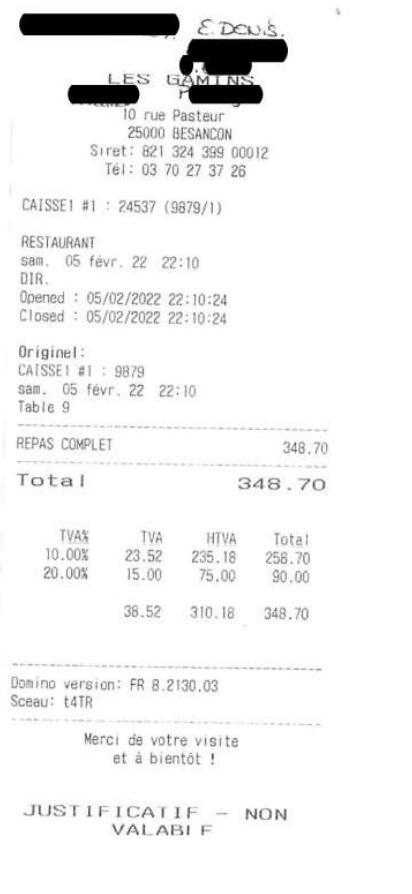 E. DENIS.
LES GAMINS
10 rue Pasteur
25000 BESANCON
Siret: 821 324 399 00012
Tél: 03 70 27 37 26
CAISSE1 #1 : 24537 (9879/1)
RESTAURANT
sam. 05 févr. 22 22:10
DIR.
Opened : 05/02/2022 22:10:24
Closed : 05/02/2022 22:10:24
Originel:
CAISSE1 #1 : 9879
sam. 05 févr. 22 22:10
Table 9
REPAS COMPLET 348.70
Total 348.70
TVA% TVA HTVA Total
10.00% 23.52 235.18 258.70
20.00% 15.00 75.00 90.00
38.52 310.18 348.70
Domino version: FR 8.2130.03
Sceau: t4TR
Merci de votre visite
et à bientôt !
JUSTIFICATIF - NON
VALABLE